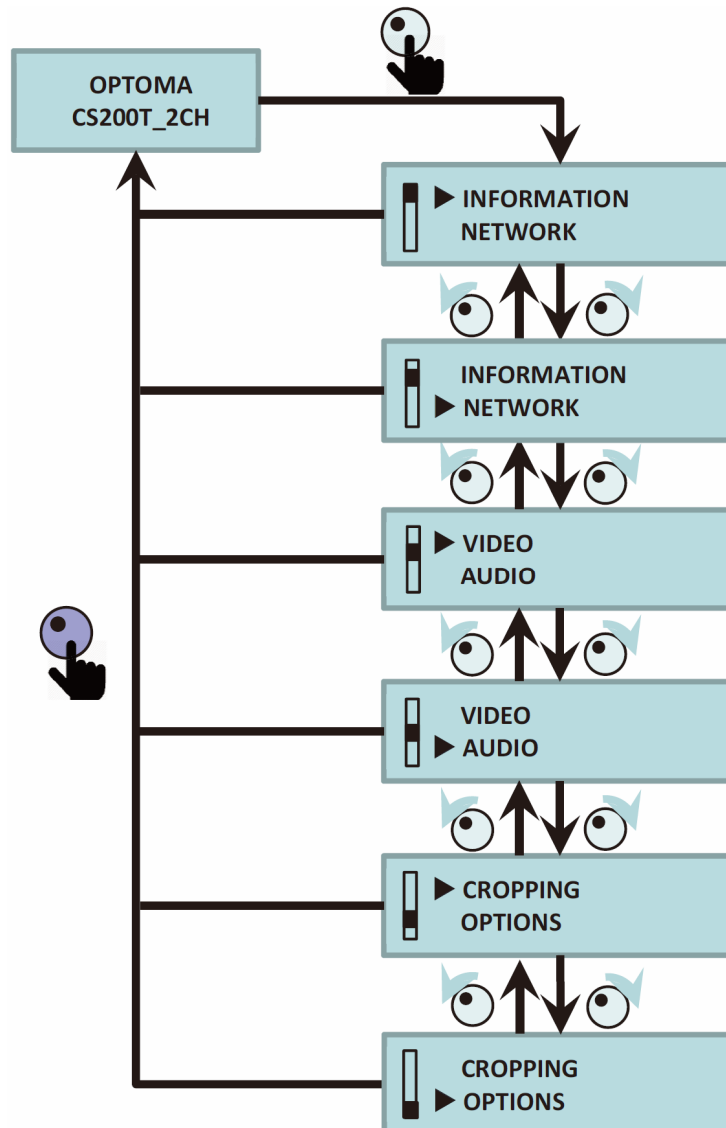 OPTOMA
CS200T_2CH
INFORMATION
NETWORK
INFORMATION
NETWORK
VIDEO
AUDIO
VIDEO
AUDIO
CROPPING
OPTIONS
CROPPING
OPTIONS